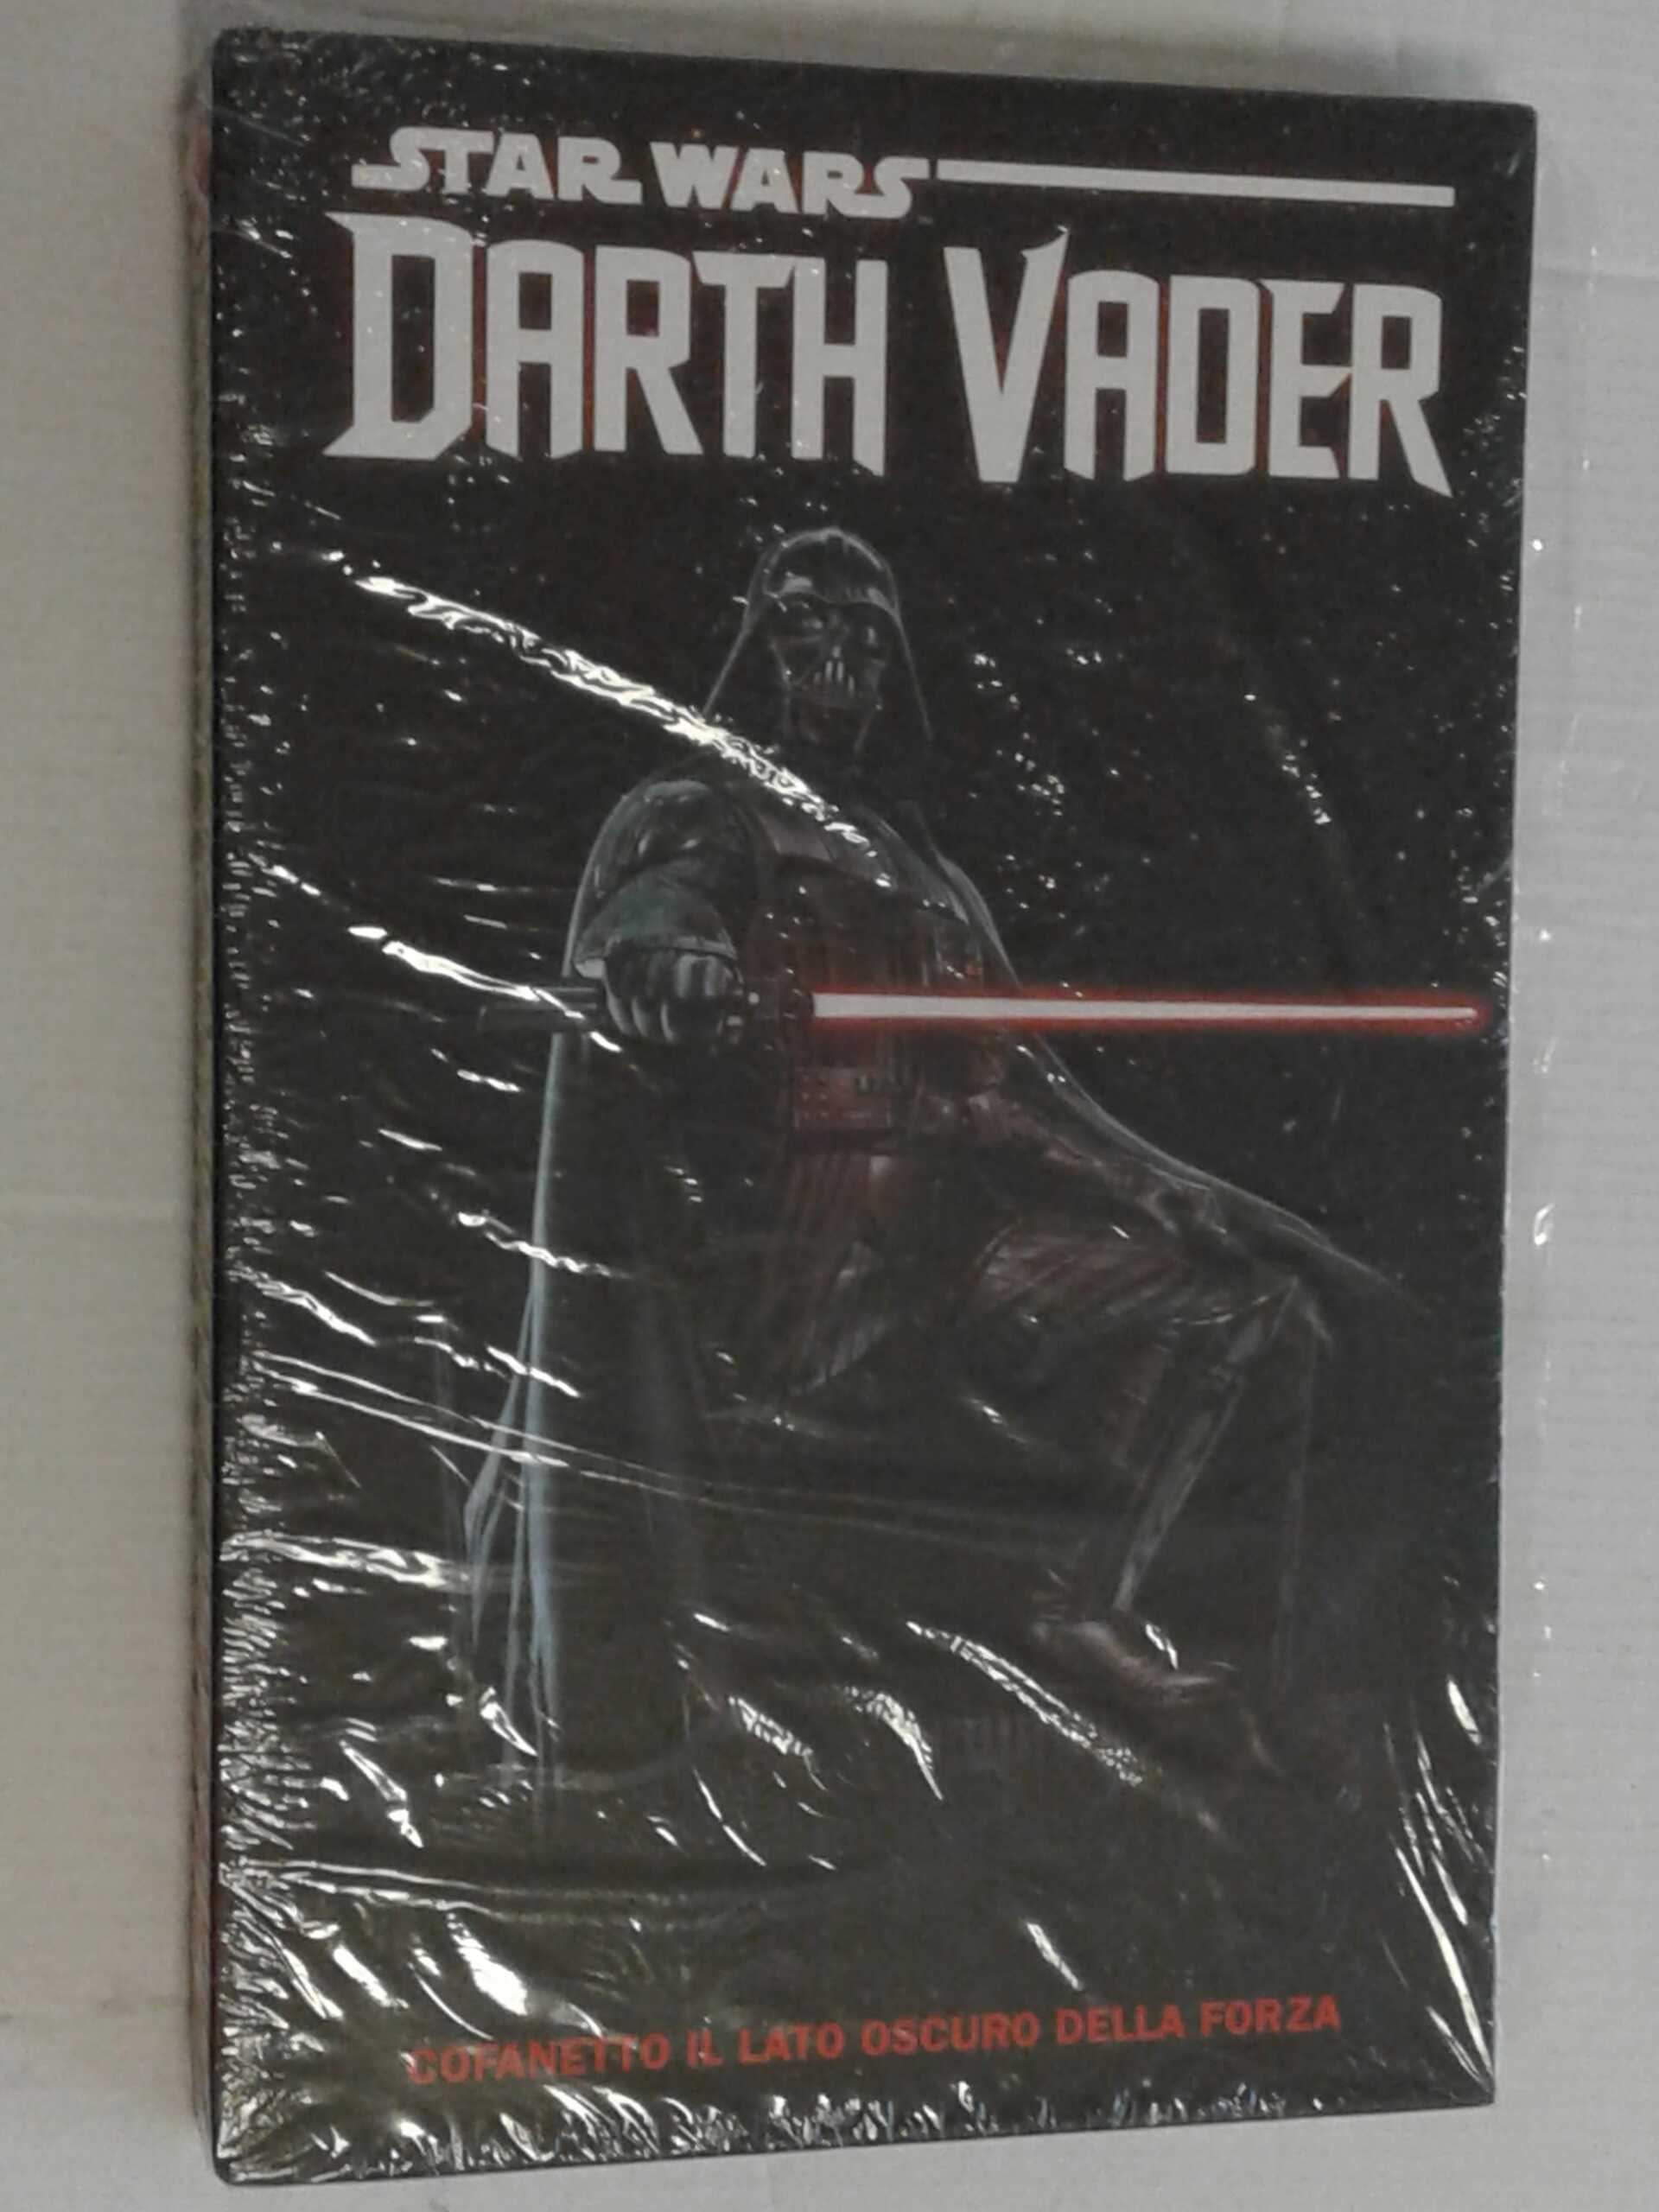 STAR WARS
DARTH VADER
COFANETTO IL LATO OSCURO DELLA FORZA